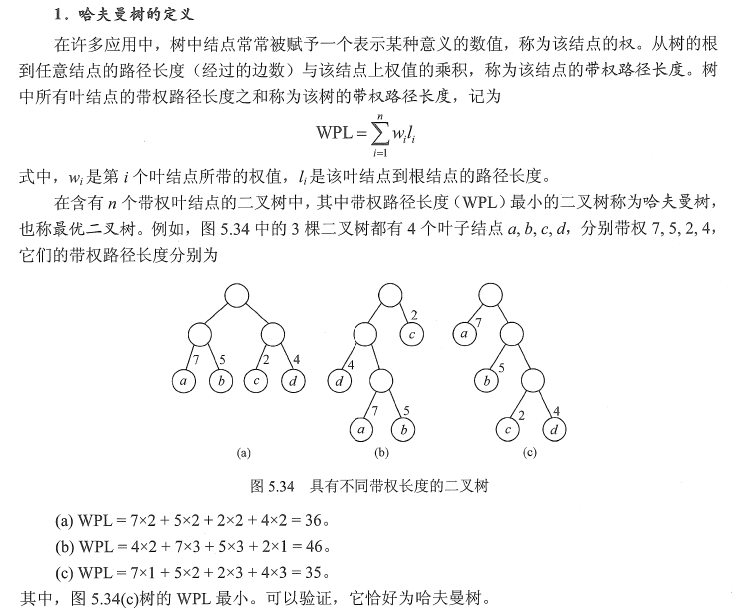 1. 哈夫曼树的定义
在许多应用中，树中结点常常被赋予一个表示某种意义的数值，称为该结点的权。从树的根
到任意结点的路径长度（经过的边数）与该结点上权值的乘积，称为该结点的带权路径长度。树
中所有叶结点的带权路径长度之和称为该树的带权路径长度，记为
n
WPL=∑wᵢlᵢ
i=1
式中，wᵢ是第 i 个叶结点所带的权值，lᵢ是该叶结点到根结点的路径长度。
在含有 n 个带权叶结点的二叉树中，其中带权路径长度（WPL）最小的二叉树称为哈夫曼树，
也称最优二叉树。例如，图 5.34 中的 3 棵二叉树都有 4 个叶子结点 a, b, c, d，分别带权 7, 5, 2, 4，
它们的带权路径长度分别为
7 5 2 4
a b c d
(a)
2
c
4
d
7 5
a b
(b)
7
a
5
b
2 4
c d
(c)
图 5.34 具有不同带权长度的二叉树
(a) WPL = 7×2 + 5×2 + 2×2 + 4×2 = 36。
(b) WPL = 4×2 + 7×3 + 5×3 + 2×1 = 46。
(c) WPL = 7×1 + 5×2 + 2×3 + 4×3 = 35。
其中，图 5.34(c)树的 WPL 最小。可以验证，它恰好为哈夫曼树。